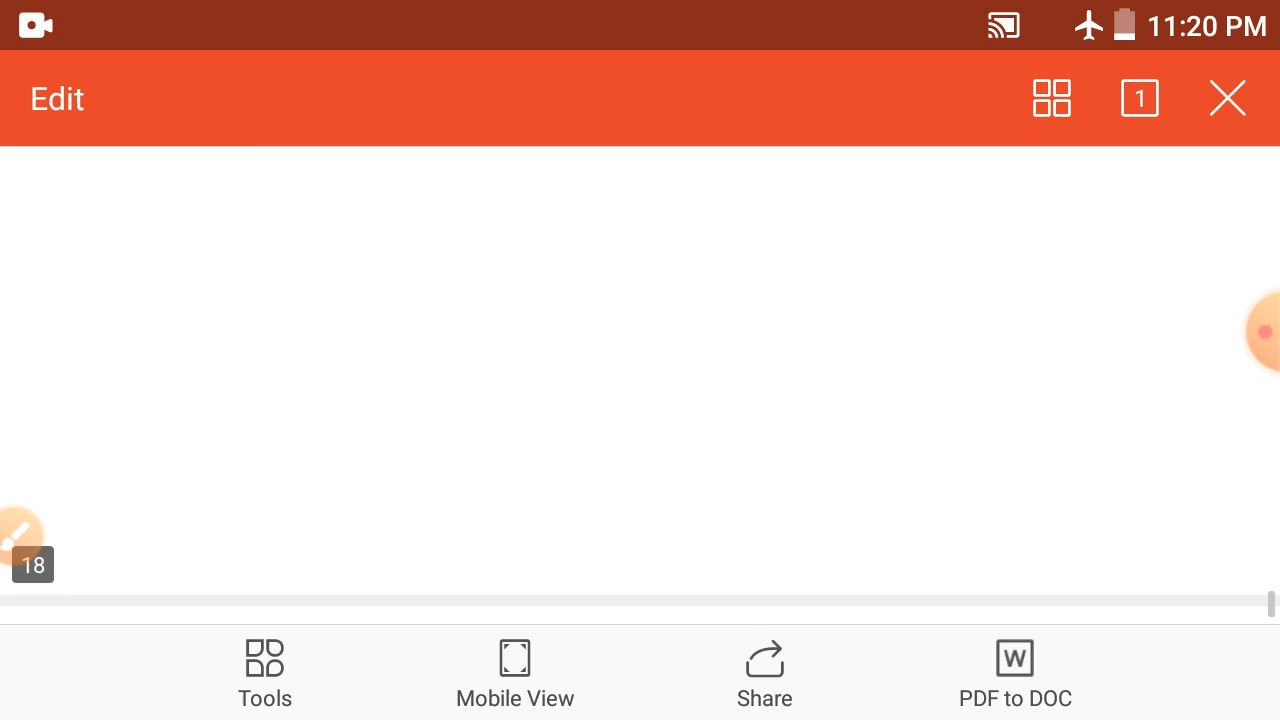 11:20 PM
Edit
1
18
Tools
Mobile View
Share
W
PDF to DOC